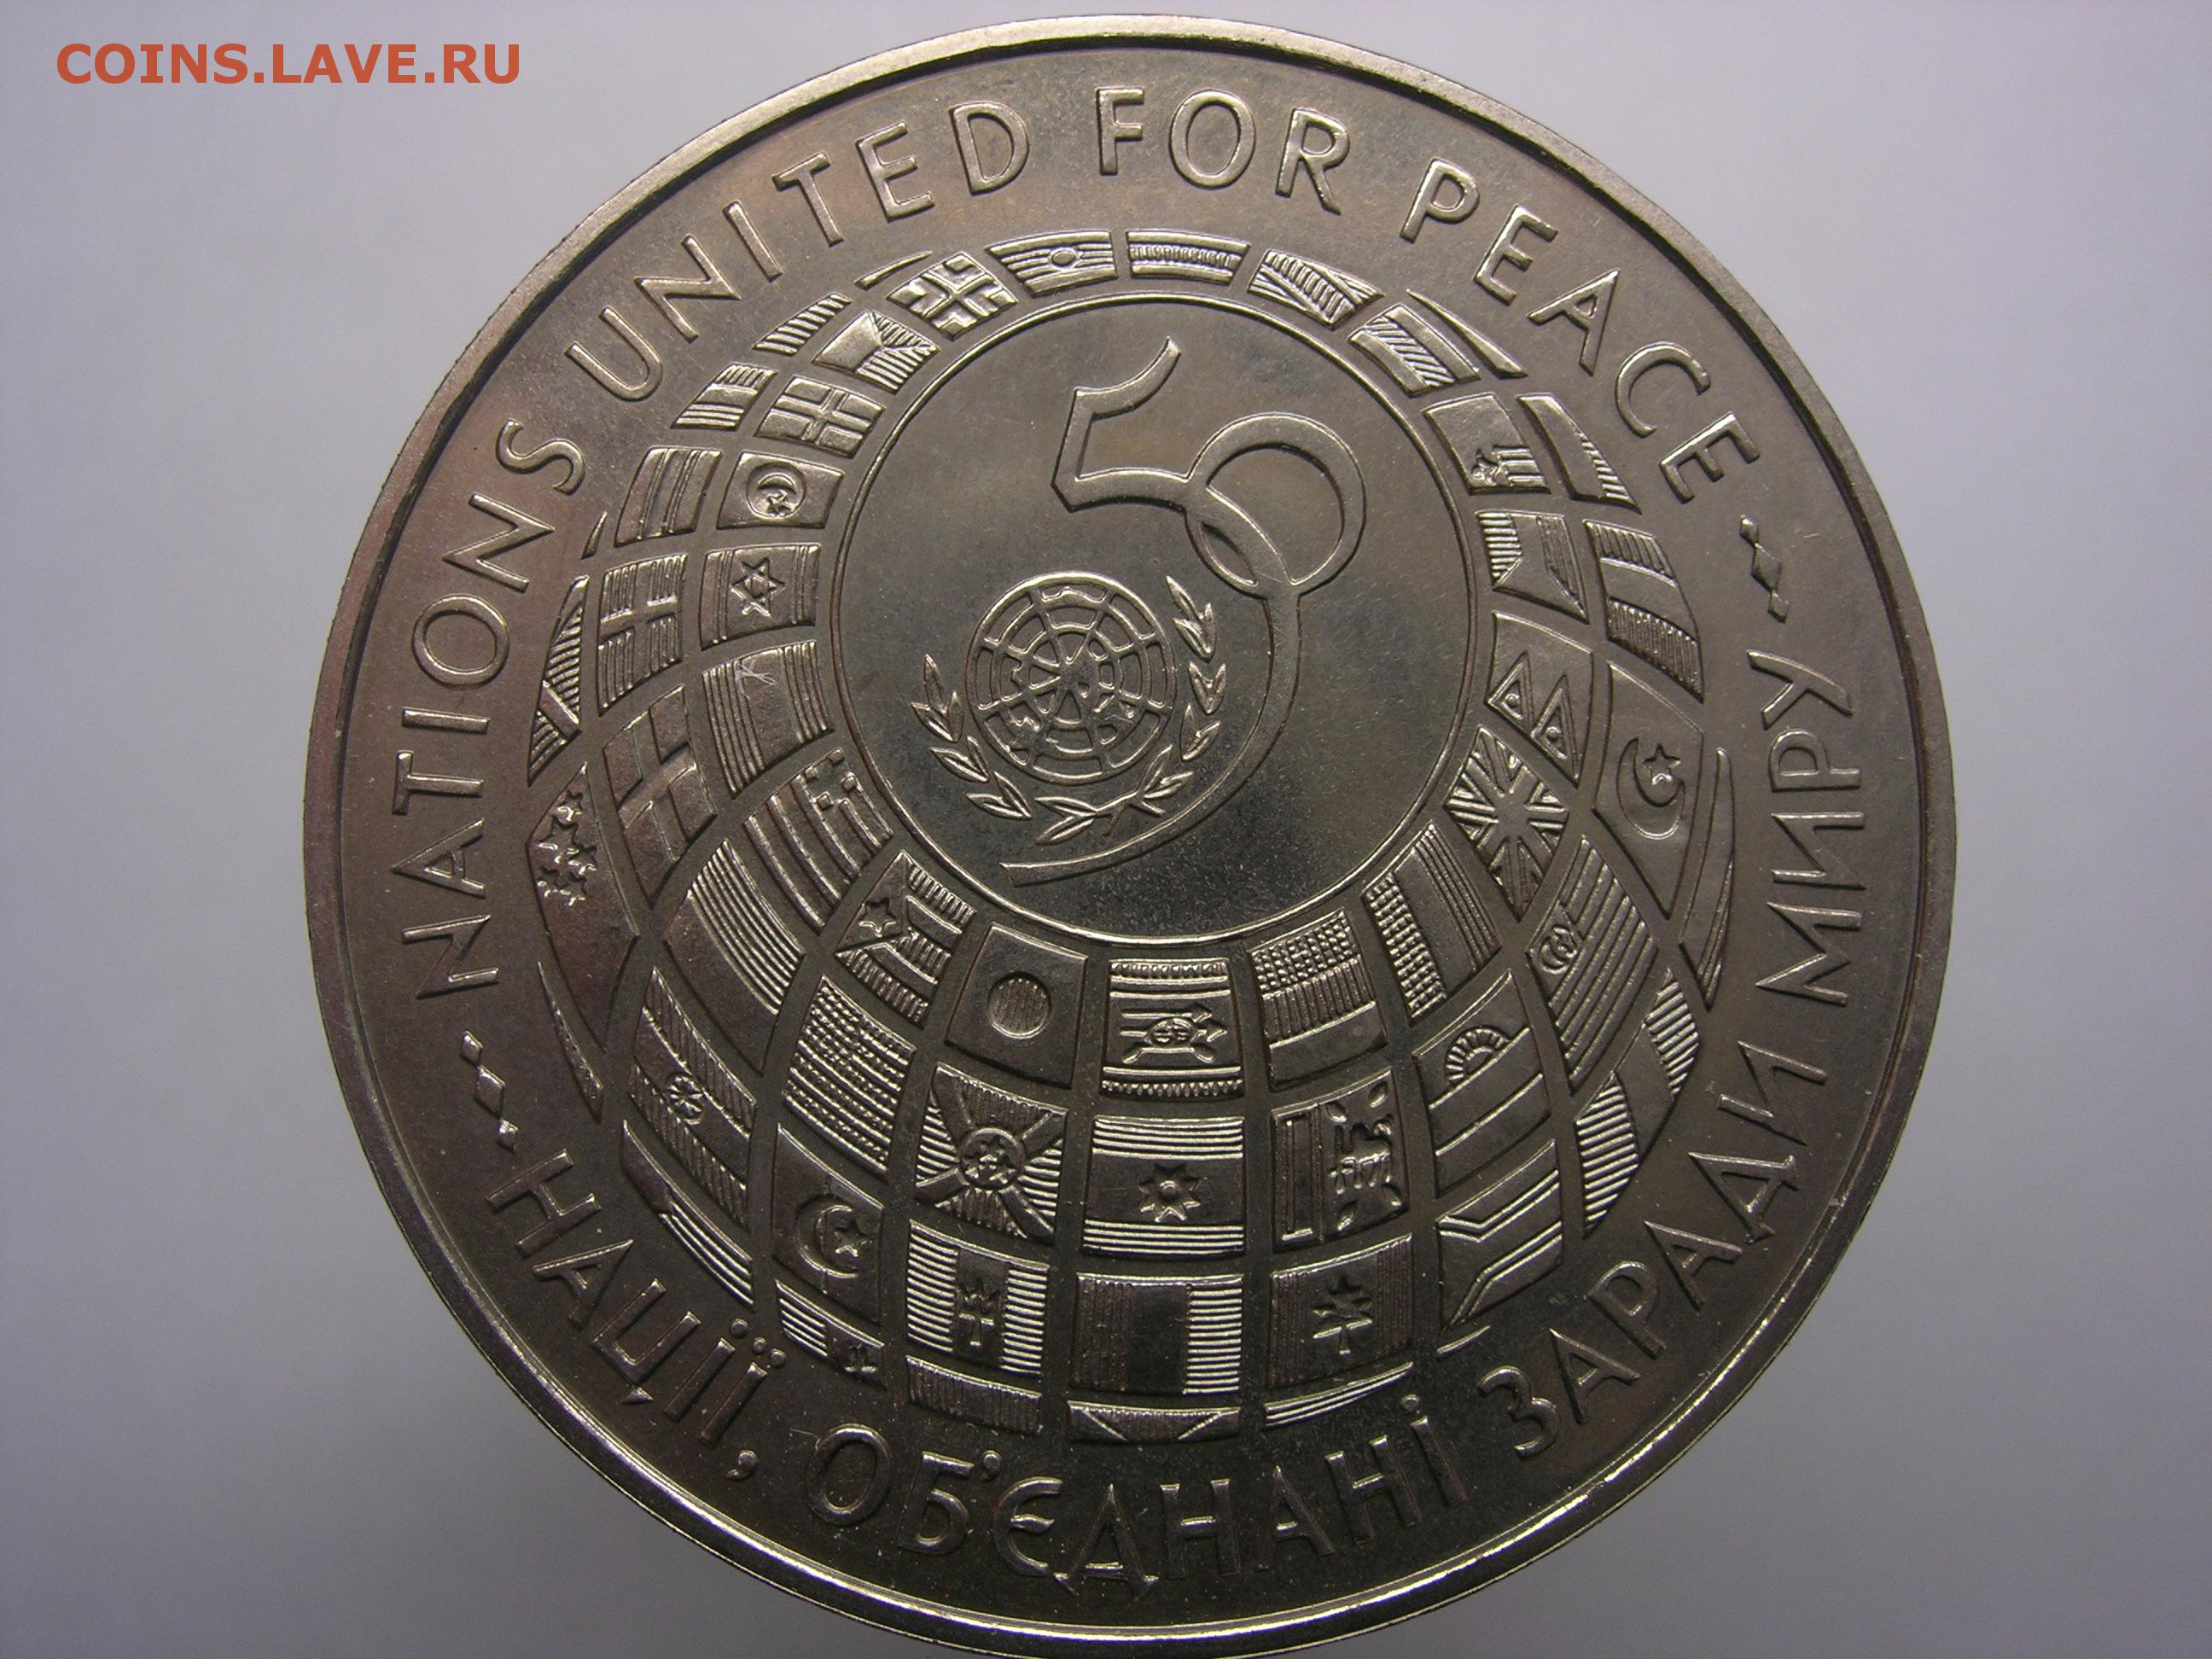 COINS.LAVE.RU
NATIONS UNITED FOR PEACE
50
НАЦІЇ, ОБ'ЄДНАНІ ЗАРАДИ МИРУ